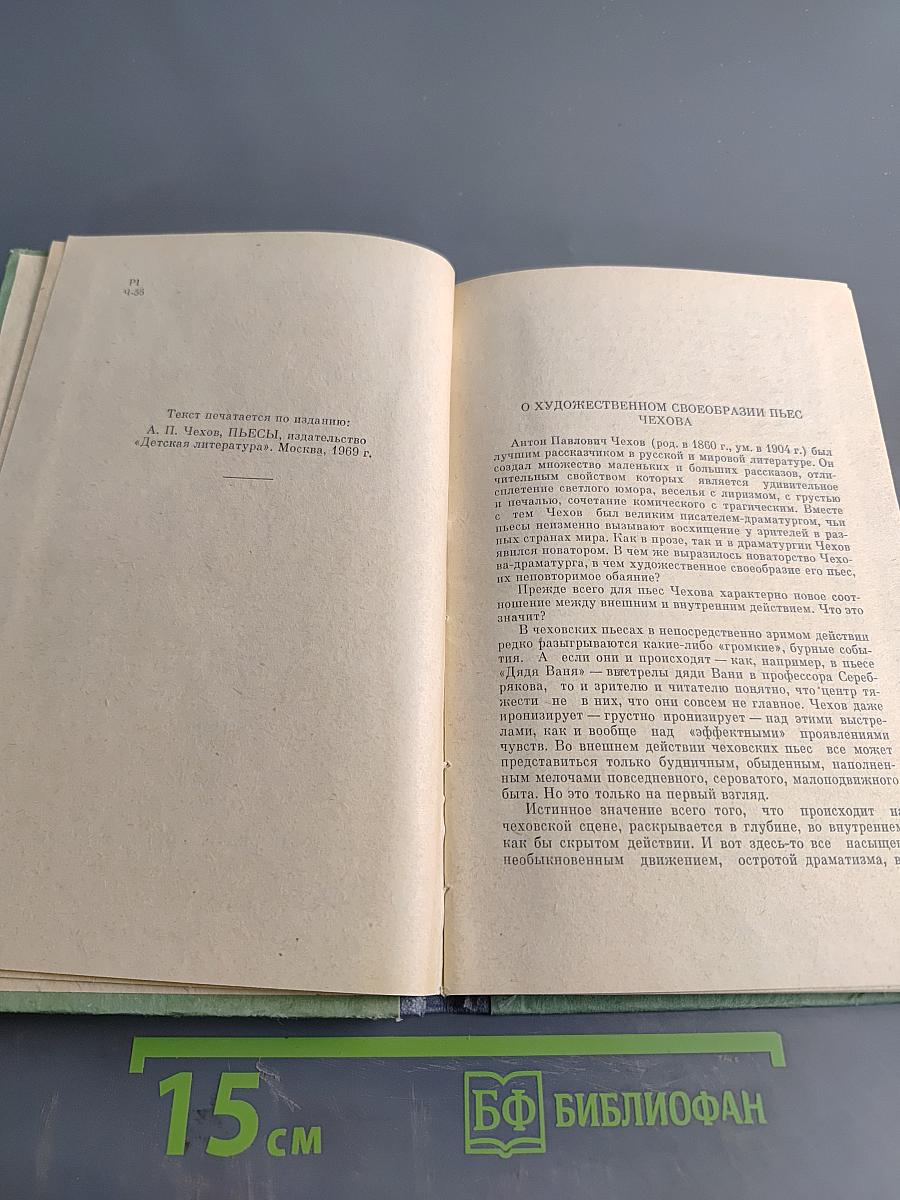 Р1
Ч-56
Текст печатается по изданию:
А. П. Чехов, ПЬЕСЫ, издательство
«Детская литература». Москва, 1969 г.
О ХУДОЖЕСТВЕННОМ СВОЕОБРАЗИИ ПЬЕС
ЧЕХОВА
Антон Павлович Чехов (род. в 1860 г., ум. в 1904 г.) был
лучшим рассказчиком в русской и мировой литературе. Он
создал множество маленьких и больших рассказов, отли-
чительным свойством которых является удивительное
сплетение светлого юмора, веселья с лиризмом, с грустью
и печалью, сочетание комического с трагическим. Вместе
с тем Чехов был великим писателем-драматургом, чьи
пьесы неизменно вызывают восхищение у зрителей в раз-
ных странах мира. Как в прозе, так и в драматургии Чехов
явился новатором. В чем же выразилось новаторство Чехо-
ва-драматурга, в чем художественное своеобразие его пьес,
их неповторимое обаяние?
Прежде всего для пьес Чехова характерно новое соот-
ношение между внешним и внутренним действием. Что это
значит?
В чеховских пьесах в непосредственно зримом действии
редко разыгрываются какие-либо «громкие», бурные собы-
тия. А если они и происходят — как, например, в пьесе
«Дядя Ваня» — выстрелы дяди Вани в профессора Сереб-
рякова, то и зрителю и читателю понятно, что центр тя-
жести не в них, что они совсем не главное. Чехов даже
иронизирует — грустно иронизирует — над этими выстре-
лами, как и вообще над «эффектными» проявлениями
чувств. Во внешнем действии чеховских пьес все может
представиться только будничным, обыденным, наполнен-
ным мелочами повседневного, сероватого, малоподвижного
быта. Но это только на первый взгляд.
Истинное значение всего того, что происходит на
чеховской сцене, раскрывается в глубине, во внутреннем
как бы скрытом действии. И вот здесь-то все насыщен
необыкновенным движением, остротой драматизма, в
15 см
БФ БИБЛИОФАН